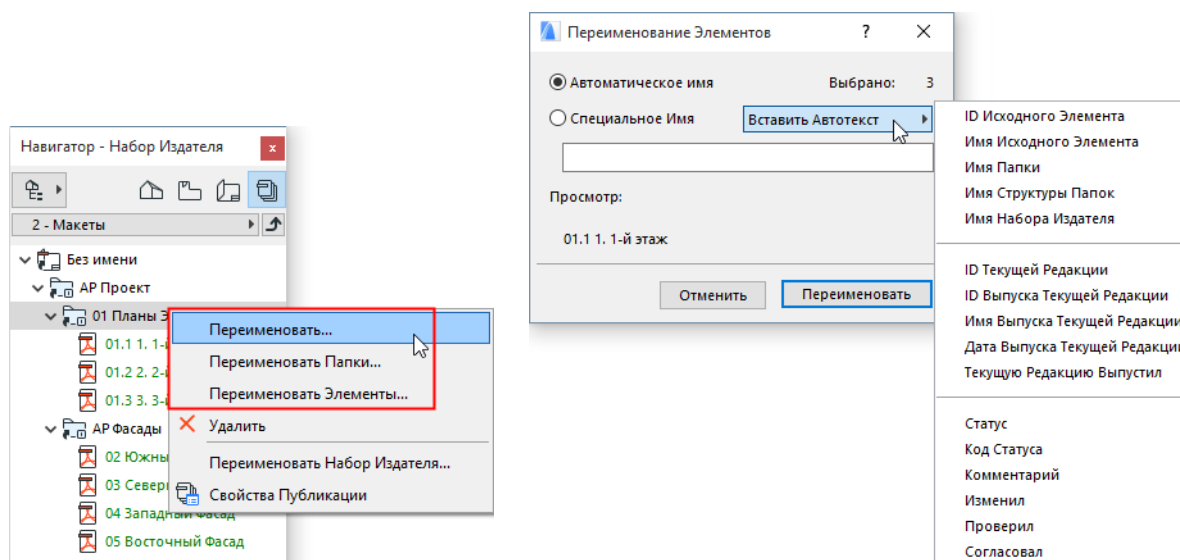 Навигатор - Набор Издателя
2 - Макеты
Без имени
АР Проект
01 Планы
01.1 1. 1-
01.2 2. 2-
01.3 3. 3-
АР Фасады
02 Южны
03 Север
04 Западный Фасад
05 Восточный Фасад
Переименовать...
Переименовать Папки...
Переименовать Элементы...
Удалить
Переименовать Набор Издателя...
Свойства Публикации
Переименование Элементов ?
Автоматическое имя Выбрано: 3
Специальное Имя Вставить Автотекст
Просмотр:
01.1 1. 1-й этаж
Отменить Переименовать
ID Исходного Элемента
Имя Исходного Элемента
Имя Папки
Имя Структуры Папок
Имя Набора Издателя
ID Текущей Редакции
ID Выпуска Текущей Редакции
Имя Выпуска Текущей Редакции
Дата Выпуска Текущей Редакци
Текущую Редакцию Выпустил
Статус
Код Статуса
Комментарий
Изменил
Проверил
Согласовал